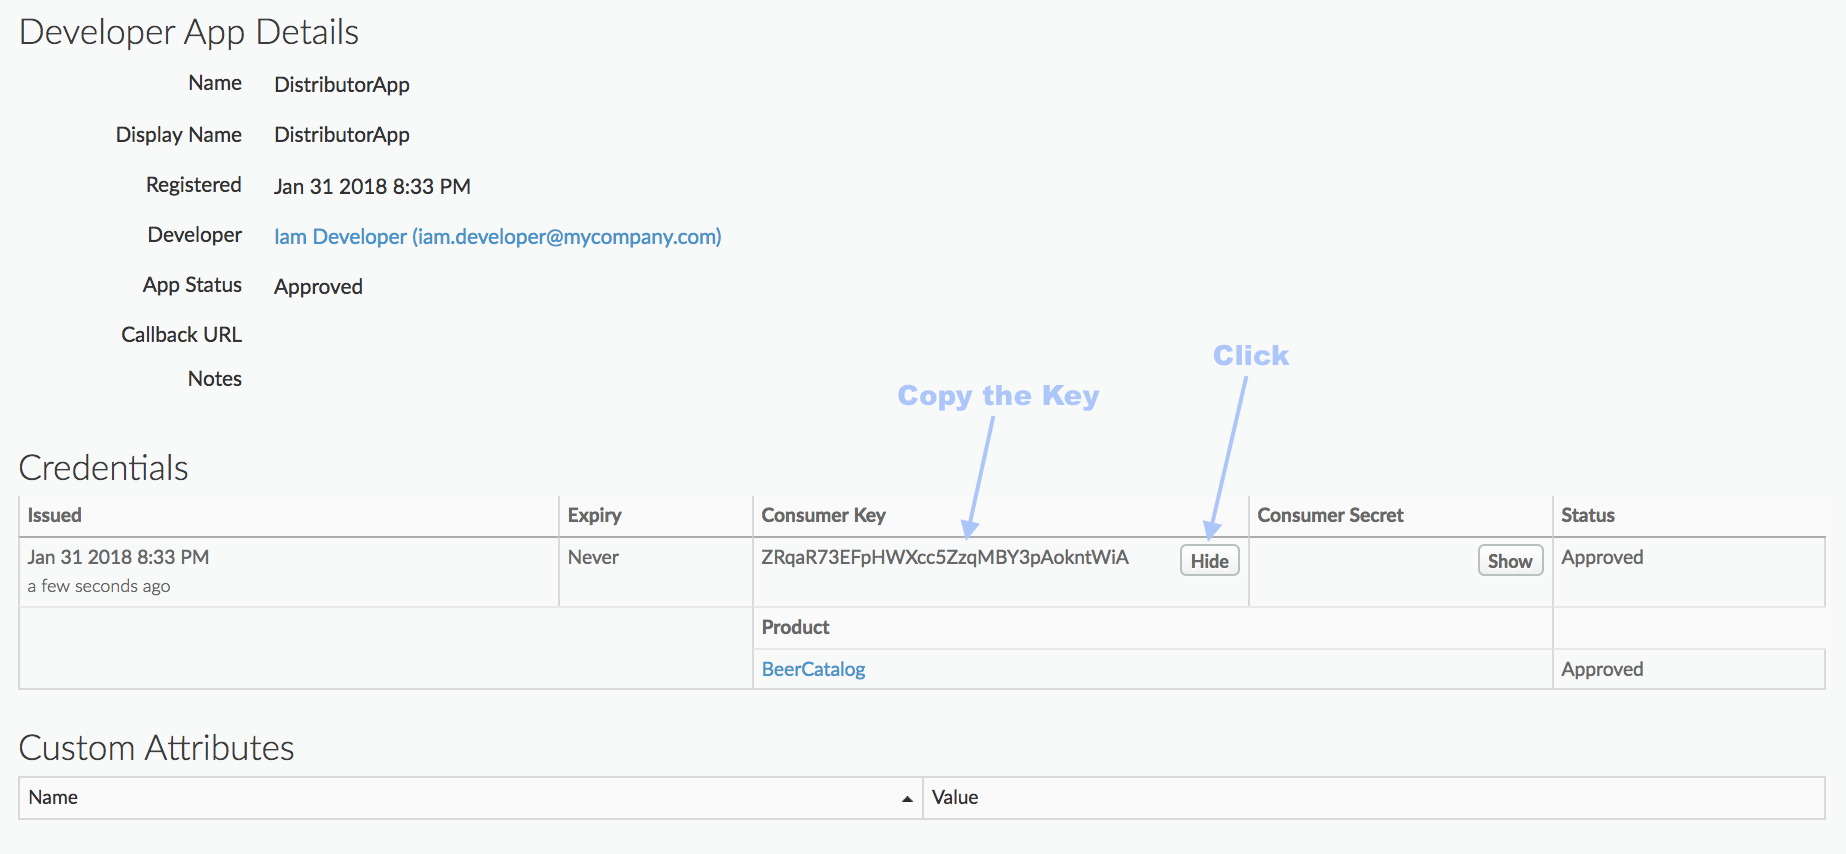 Developer App Details
Name DistributorApp
Display Name DistributorApp
Registered Jan 31 2018 8:33 PM
Developer Iam Developer (iam.developer@mycompany.com)
App Status Approved
Callback URL
Notes
Click
Copy the Key
Credentials
Issued Expiry Consumer Key Consumer Secret Status
Jan 31 2018 8:33 PM Never ZRqaR73EFpHWXcc5ZzqMBY3pAokntWiA Hide Show Approved
a few seconds ago
Product
BeerCatalog Approved
Custom Attributes
Name Value